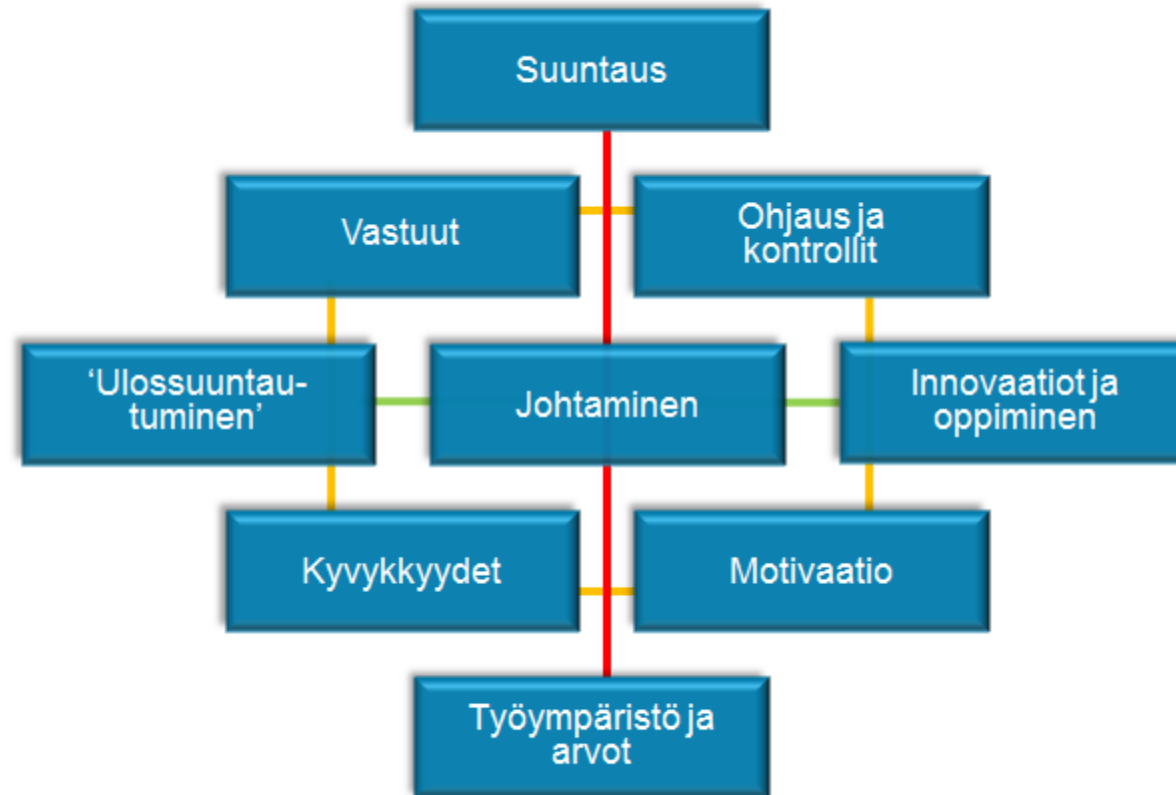 Suuntaus
Vastuut
Ohjaus ja
kontrollit
‘Ulossuuntau-
tuminen’
Johtaminen
Innovaatiot ja
oppiminen
Kyvykkyydet
Motivaatio
Työympäristö ja
arvot